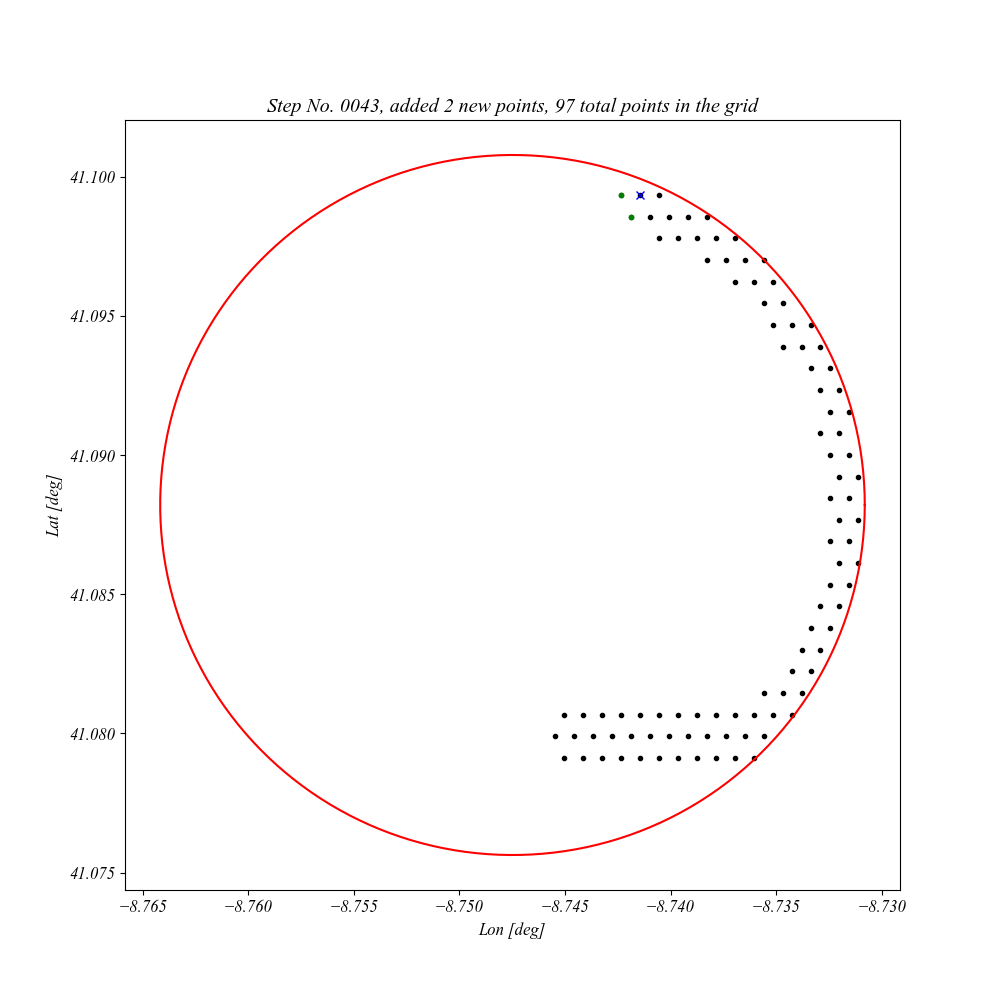 Step No. 0043, added 2 new points, 97 total points in the grid
41.100
41.095
41.090
41.085
41.080
41.075
Lat [deg]
−8.765 −8.760 −8.755 −8.750 −8.745 −8.740 −8.735 −8.730
Lon [deg]